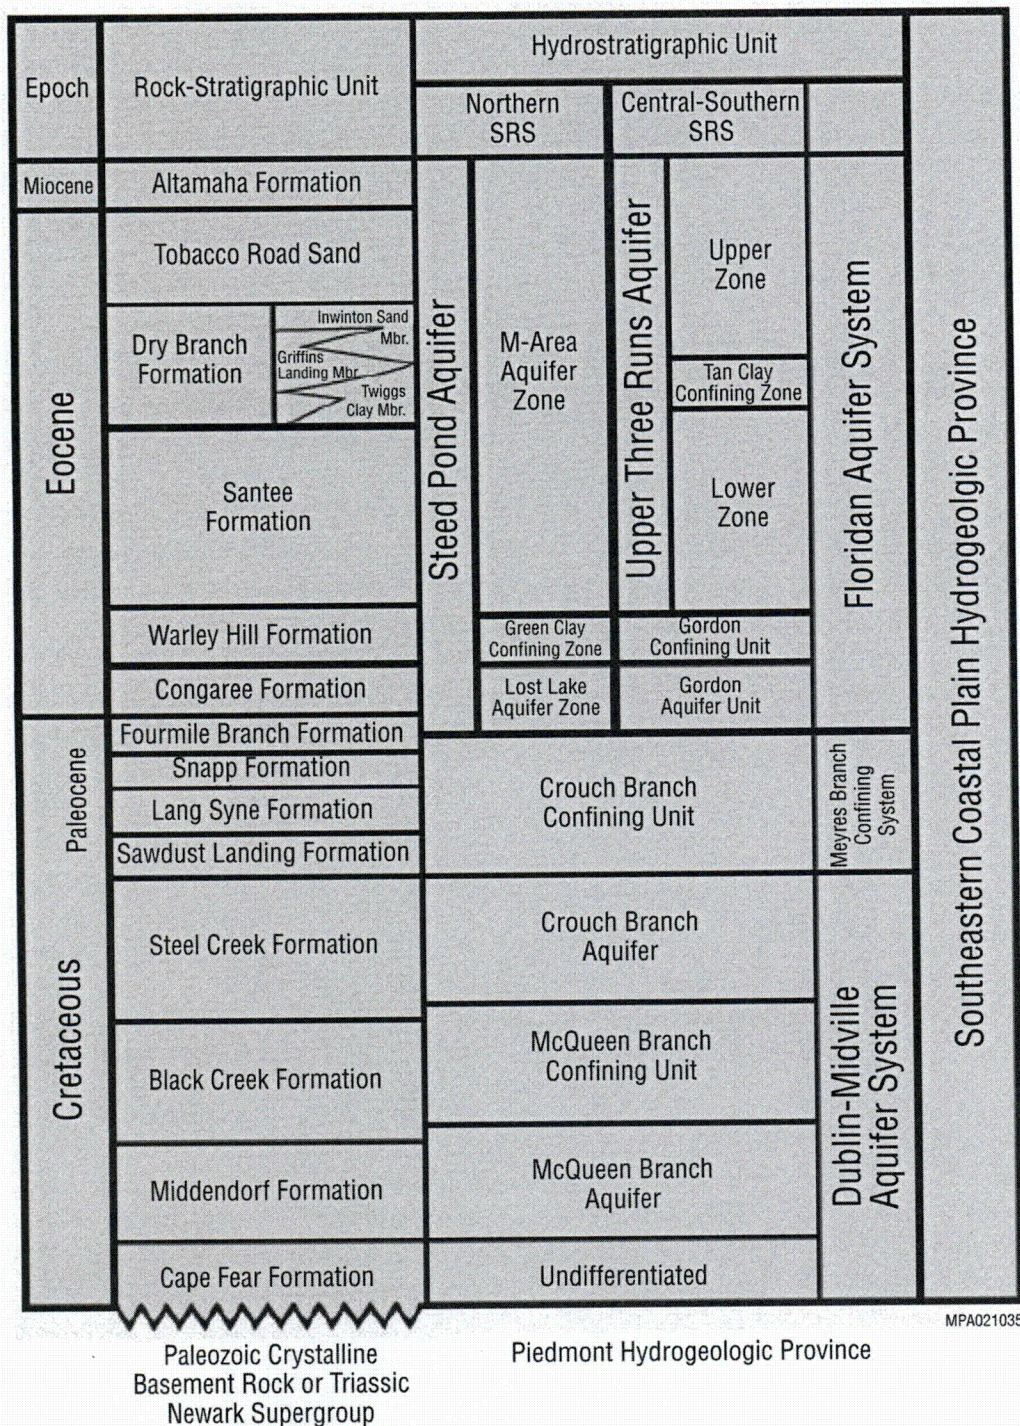 Hydrostratigraphic Unit
Epoch
Rock-Stratigraphic Unit
Northern
SRS
Central-Southern
SRS
Miocene
Altamaha Formation
Eocene
Tobacco Road Sand
Dry Branch
Formation
Inwinton Sand
Mbr.
Griffins
Landing Mbr.
Twiggs
Clay Mbr.
Santee
Formation
Warley Hill Formation
Congaree Formation
Paleocene
Fourmile Branch Formation
Snapp Formation
Lang Syne Formation
Sawdust Landing Formation
Cretaceous
Steel Creek Formation
Black Creek Formation
Middendorf Formation
Cape Fear Formation
Steed Pond Aquifer
M-Area
Aquifer
Zone
Green Clay
Confining Zone
Lost Lake
Aquifer Zone
Upper Three Runs Aquifer
Upper
Zone
Tan Clay
Confining Zone
Lower
Zone
Gordon
Confining Unit
Gordon
Aquifer Unit
Crouch Branch
Confining Unit
Crouch Branch
Aquifer
McQueen Branch
Confining Unit
McQueen Branch
Aquifer
Undifferentiated
Floridan Aquifer System
Meyres Branch
Confining
System
Dublin-Midville
Aquifer System
Southeastern Coastal Plain Hydrogeolgic Province
MPA021035
Paleozoic Crystalline
Basement Rock or Triassic
Newark Supergroup
Piedmont Hydrogeologic Province